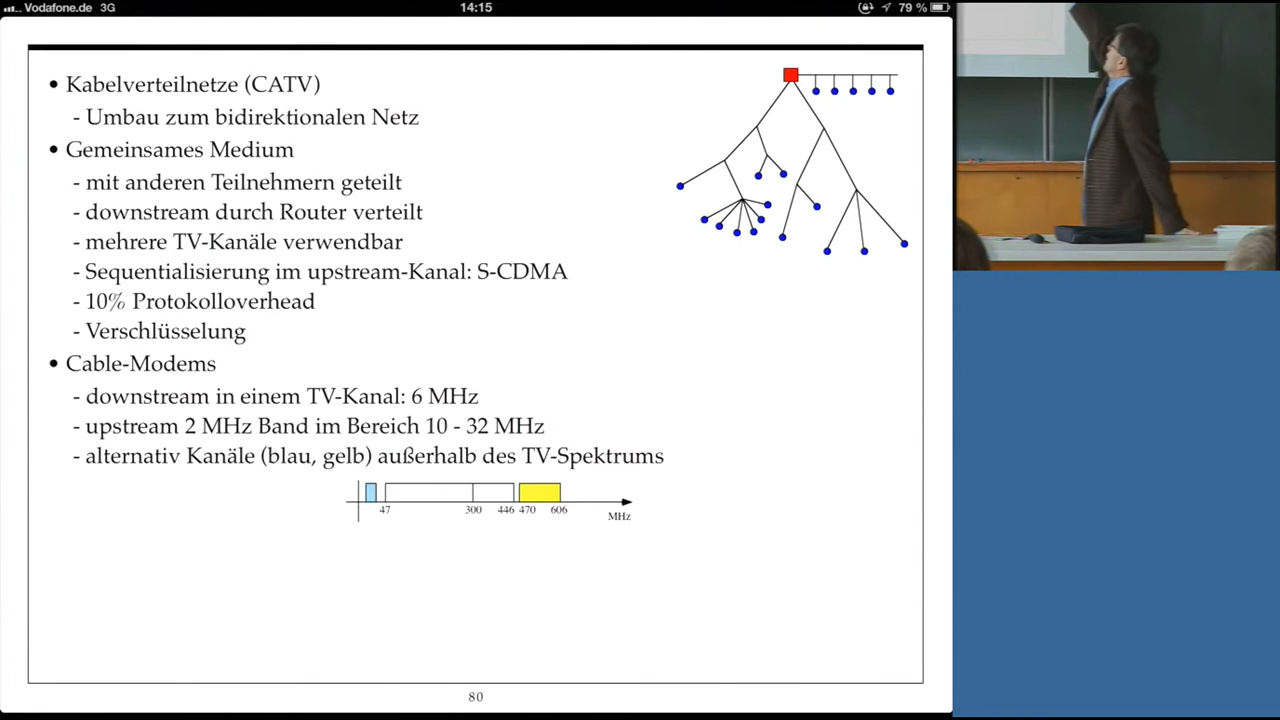 Vodafone.de 3G 14:15 79 %
• Kabelverteilnetze (CATV)
- Umbau zum bidirektionalen Netz
• Gemeinsames Medium
- mit anderen Teilnehmern geteilt
- downstream durch Router verteilt
- mehrere TV-Kanäle verwendbar
- Sequentialisierung im upstream-Kanal: S-CDMA
- 10% Protokolloverhead
- Verschlüsselung
• Cable-Modems
- downstream in einem TV-Kanal: 6 MHz
- upstream 2 MHz Band im Bereich 10 - 32 MHz
- alternativ Kanäle (blau, gelb) außerhalb des TV-Spektrums
47 300 446 470 606
MHz
80